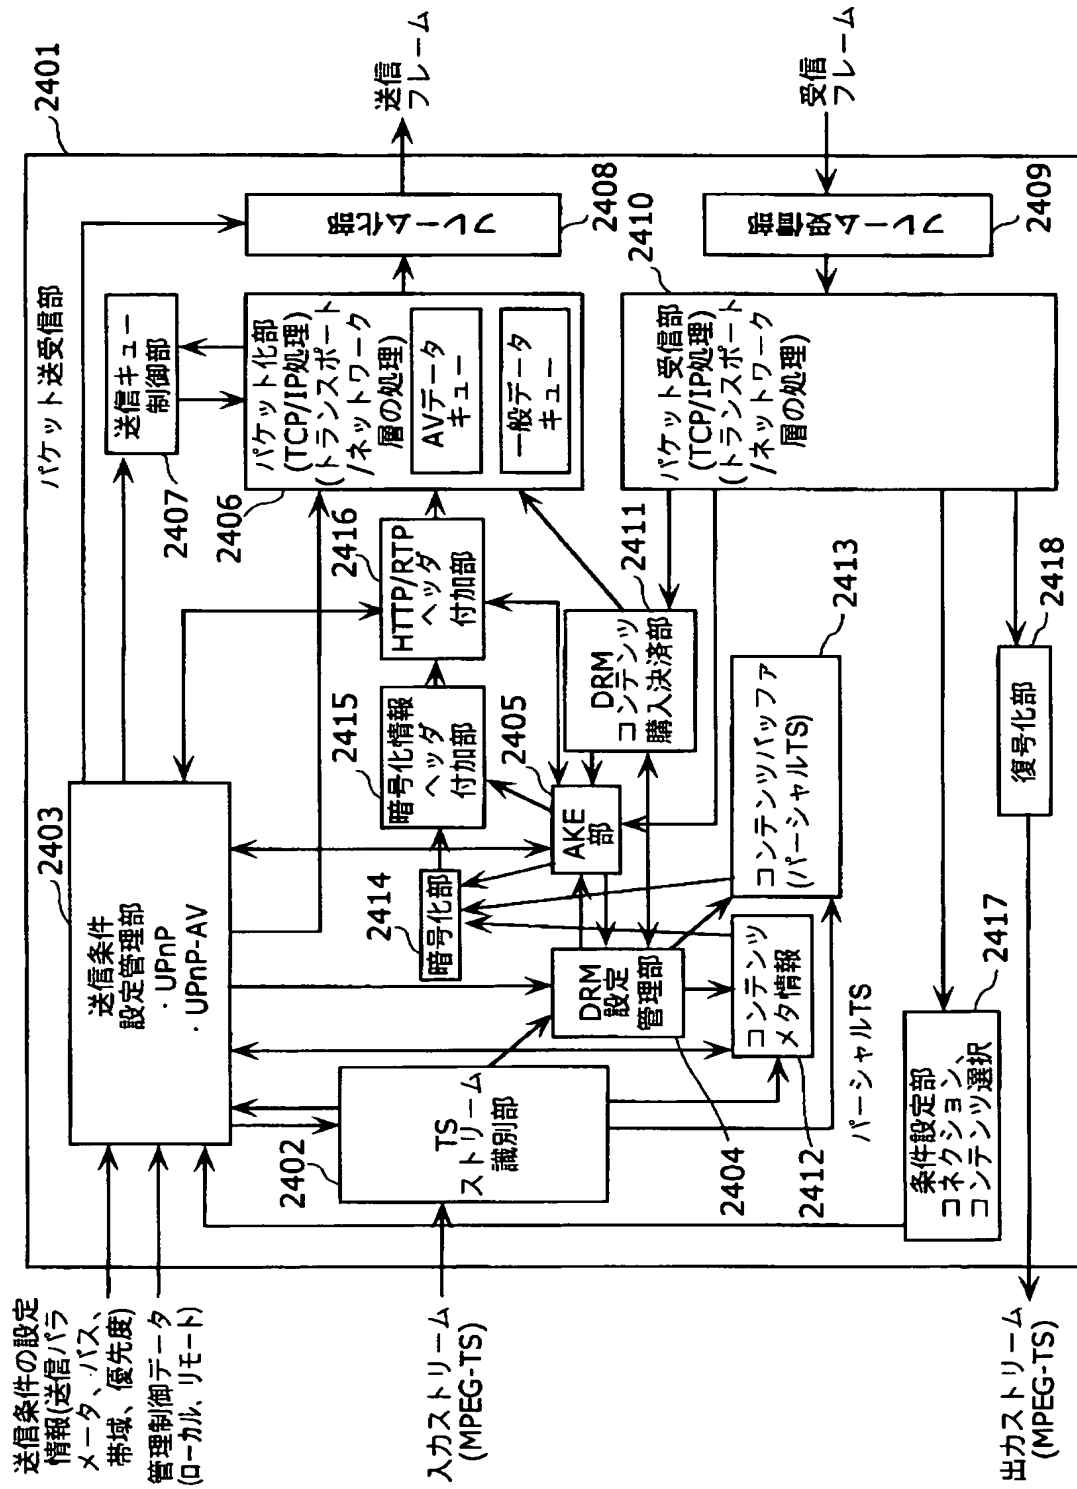 パケット送受信部
2401
送信条件の設定
情報(送信パラ
メータ、パス、
帯域、優先度)
管理制御データ
(ローカル、リモート)
2403
送信条件
設定管理部
・UPnP
・UPnP-AV
送信キュー
制御部
2407
2406
パケット化部
(TCP/IP処理)
(トランスポート
/ネットワーク
層の処理)
AVデータ
キュー
一般データ
キュー
フレーム化部
2408
送信
フレーム
2416
HTTP/RTP
ヘッダ
付加部
2415
暗号化情報
ヘッダ
付加部
2414
暗号化部
2405
AKE
部
2411
DRM
コンテンツ
購入決済部
入力ストリーム
(MPEG-TS)
2402
TS
ストリーム
識別部
2404
DRM
設定
管理部
2412
コンテンツ
メタ情報
2413
コンテンツバッファ
(パーシャルTS)
パーシャルTS
受信
フレーム
フレーム受信部
2409
2410
パケット受信部
(TCP/IP処理)
(トランスポート
/ネットワーク
層の処理)
2417
条件設定部
コネクション、
コンテンツ選択
2418
復号化部
出力ストリーム
(MPEG-TS)